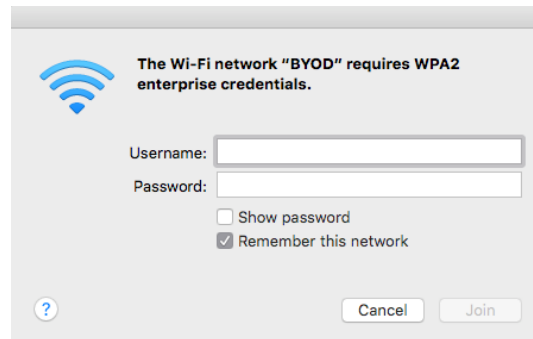 The Wi-Fi network “BYOD” requires WPA2
enterprise credentials.
Username:
Password:
Show password
Remember this network
?
Cancel
Join